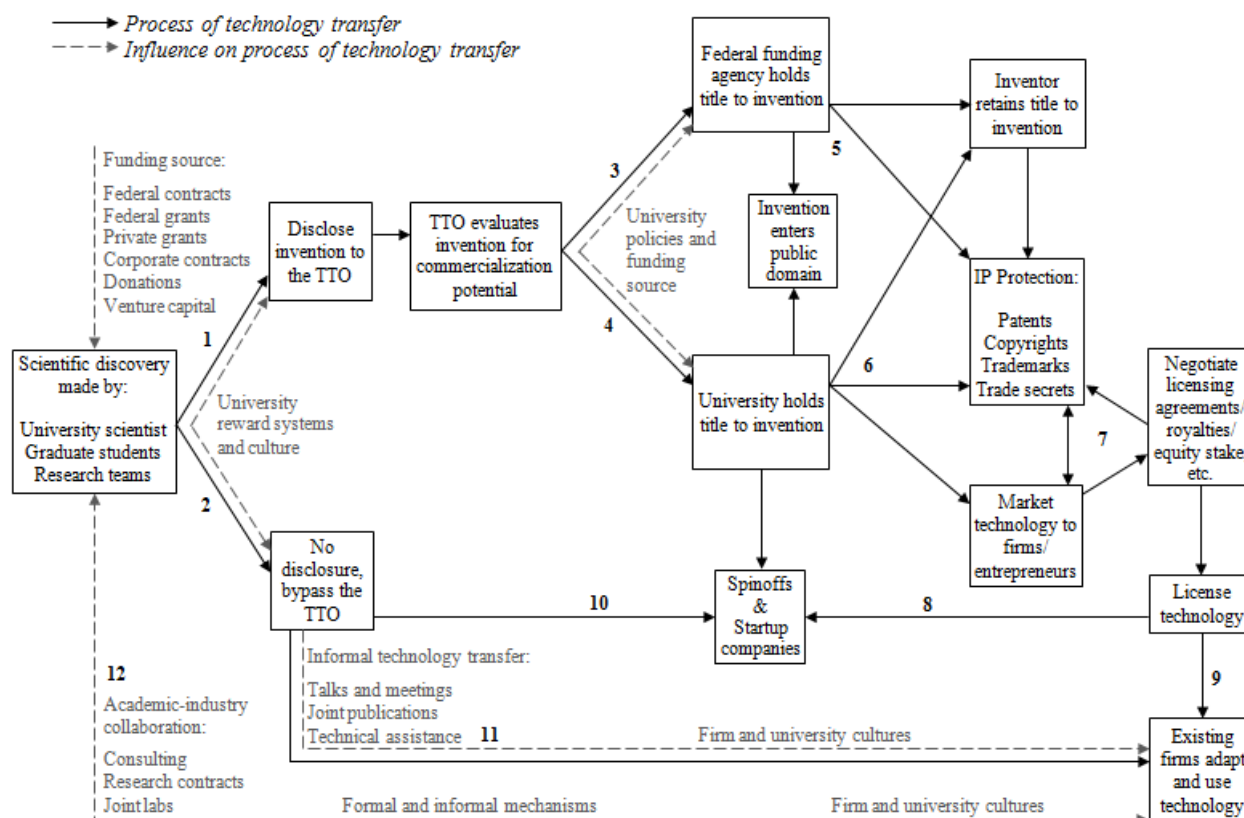 Process of technology transfer
Influence on process of technology transfer
Funding source:
Federal contracts
Federal grants
Private grants
Corporate contracts
Donations
Venture capital
Scientific discovery
made by:
University scientist
Graduate students
Research teams
1
2
University
reward systems
and culture
Disclose
invention to
the TTO
TTO evaluates
invention for
commercialization
potential
3
4
University
policies and
funding
source
Federal funding
agency holds
title to invention
5
Inventor
retains title to
invention
Invention
enters
public
domain
University holds
title to invention
6
IP Protection:
Patents
Copyrights
Trademarks
Trade secrets
7
Negotiate
licensing
agreements/
royalties/
equity stake,
etc.
Market
technology to
firms/
entrepreneurs
No
disclosure,
bypass the
TTO
10
Spinoffs
&
Startup
companies
8
License
technology
9
Informal technology transfer:
Talks and meetings
Joint publications
Technical assistance
11
Firm and university cultures
Existing
firms adapt
and use
technology
12
Academic-industry
collaboration:
Consulting
Research contracts
Joint labs
Formal and informal mechanisms
Firm and university cultures